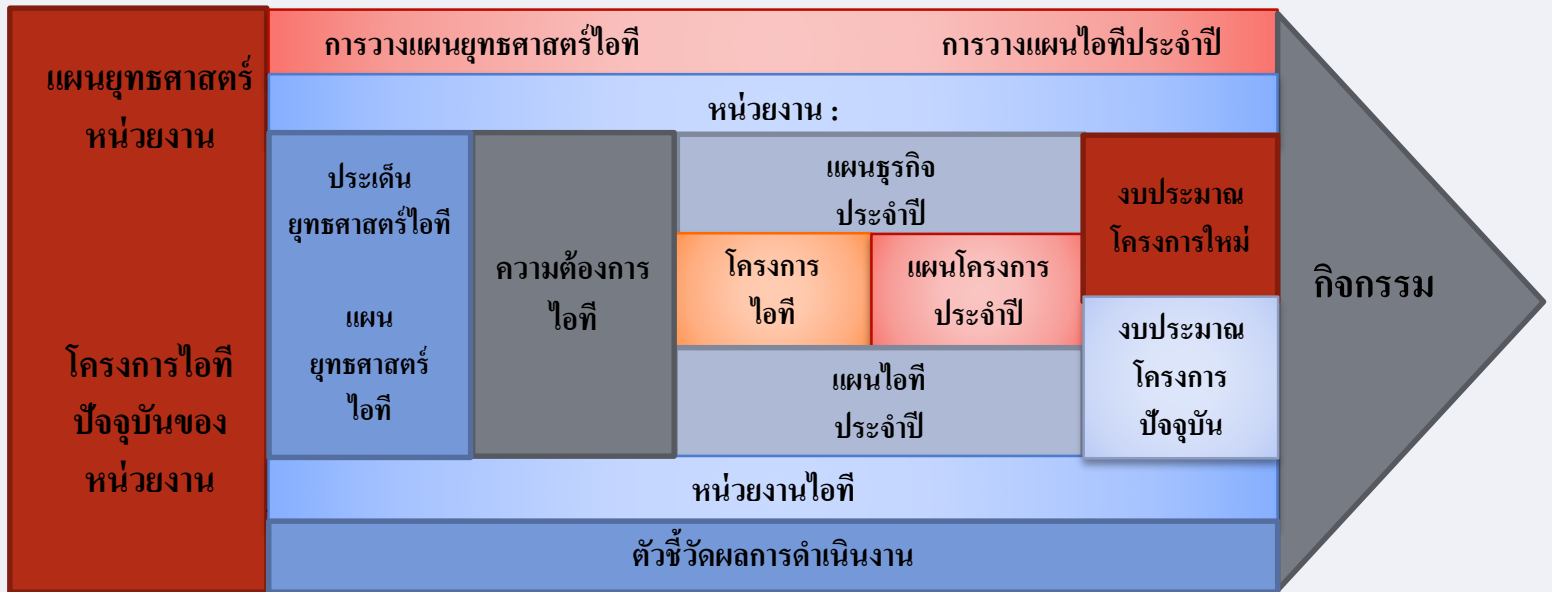 แผนยุทธศาสตร์
หน่วยงาน
โครงการไอที
ปัจจุบันของ
หน่วยงาน
การวางแผนยุทธศาสตร์ไอที
การวางแผนไอทีประจำปี
หน่วยงาน :
ประเด็น
ยุทธศาสตร์ไอที
แผน
ยุทธศาสตร์
ไอที
ความต้องการ
ไอที
แผนธุรกิจ
ประจำปี
โครงการ
ไอที
แผนโครงการ
ประจำปี
แผนไอที
ประจำปี
งบประมาณ
โครงการใหม่
งบประมาณ
โครงการ
ปัจจุบัน
หน่วยงานไอที
ตัวชี้วัดผลการดำเนินงาน
กิจกรรม